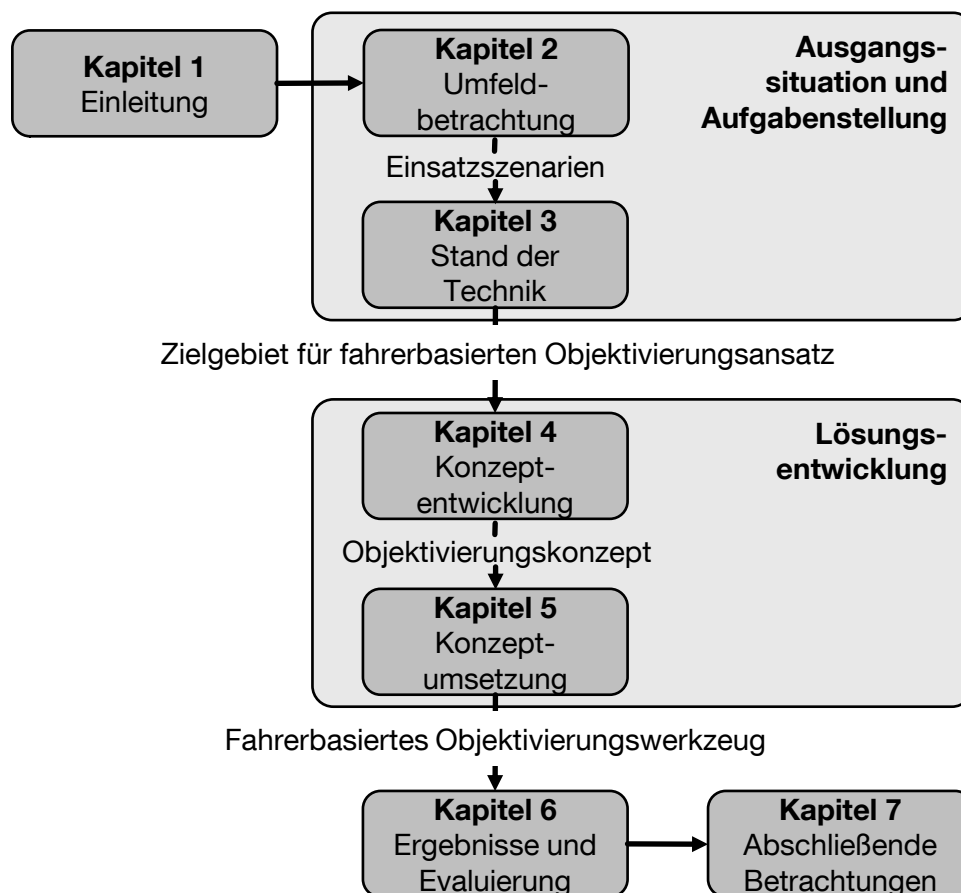 Kapitel 1
Einleitung
Kapitel 2
Umfeld-
betrachtung
Ausgangs-
situation und
Aufgabenstellung
Einsatzszenarien
Kapitel 3
Stand der
Technik
Zielgebiet für fahrerbasierten Objektivierungsansatz
Kapitel 4
Konzept-
entwicklung
Lösungs-
entwicklung
Objektivierungskonzept
Kapitel 5
Konzept-
umsetzung
Fahrerbasiertes Objektivierungswerkzeug
Kapitel 6
Ergebnisse und
Evaluierung
Kapitel 7
Abschließende
Betrachtungen